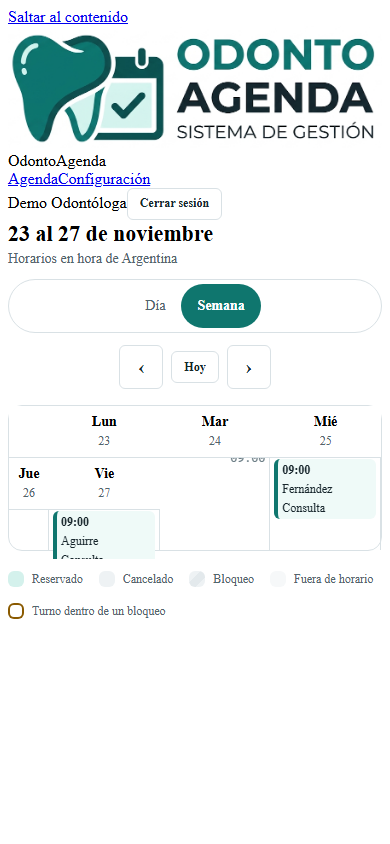 Saltar al contenido
ODONTO
AGENDA
SISTEMA DE GESTIÓN
OdontoAgenda
AgendaConfiguración
Demo Odontóloga Cerrar sesión
23 al 27 de noviembre
Horarios en hora de Argentina
Día Semana
‹ Hoy ›
Lun Mar Mié
23 24 25
09:00
09:00
Fernández
Consulta
Jue Vie
26 27
09:00
Aguirre
Consulta
Reservado Cancelado Bloqueo Fuera de horario
Turno dentro de un bloqueo